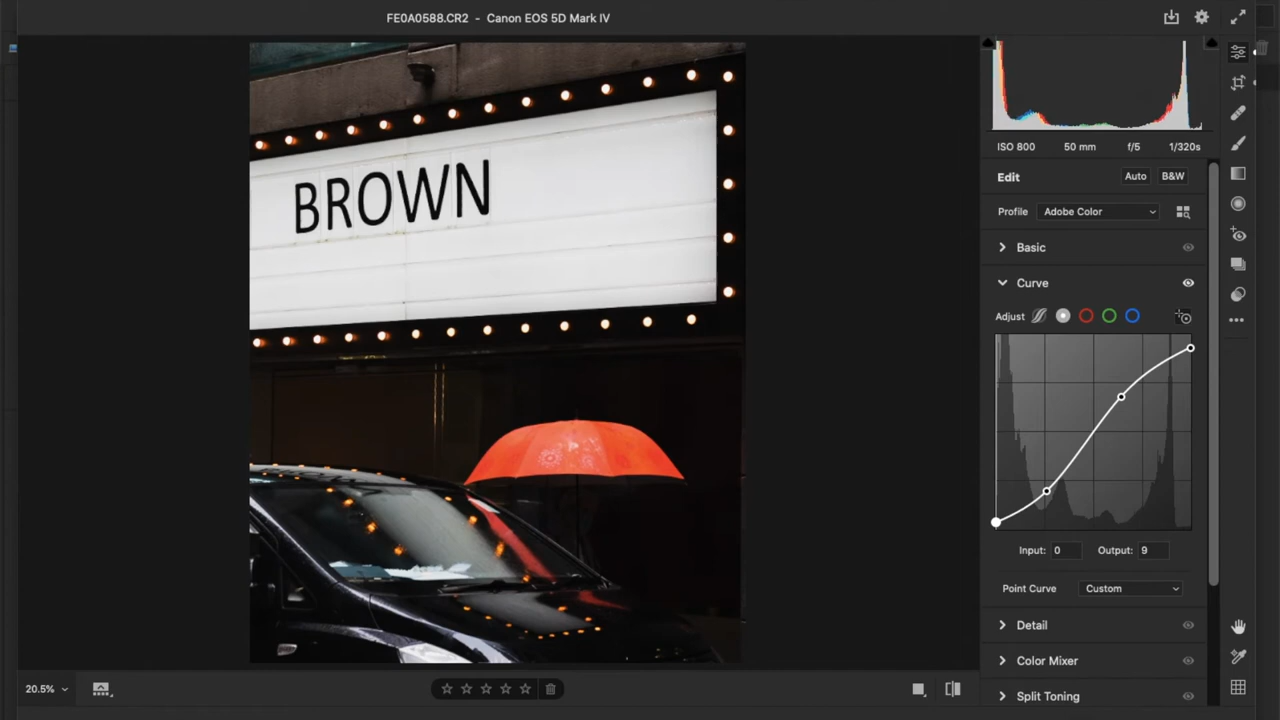 FE0A0588.CR2 - Canon EOS 5D Mark IV
ISO 800 50 mm f/5 1/320s
Edit Auto B&W
Profile Adobe Color
Basic
BROWN
Curve
Adjust
Input: 0 Output: 9
Point Curve Custom
Detail
Color Mixer
20.5%
Split Toning